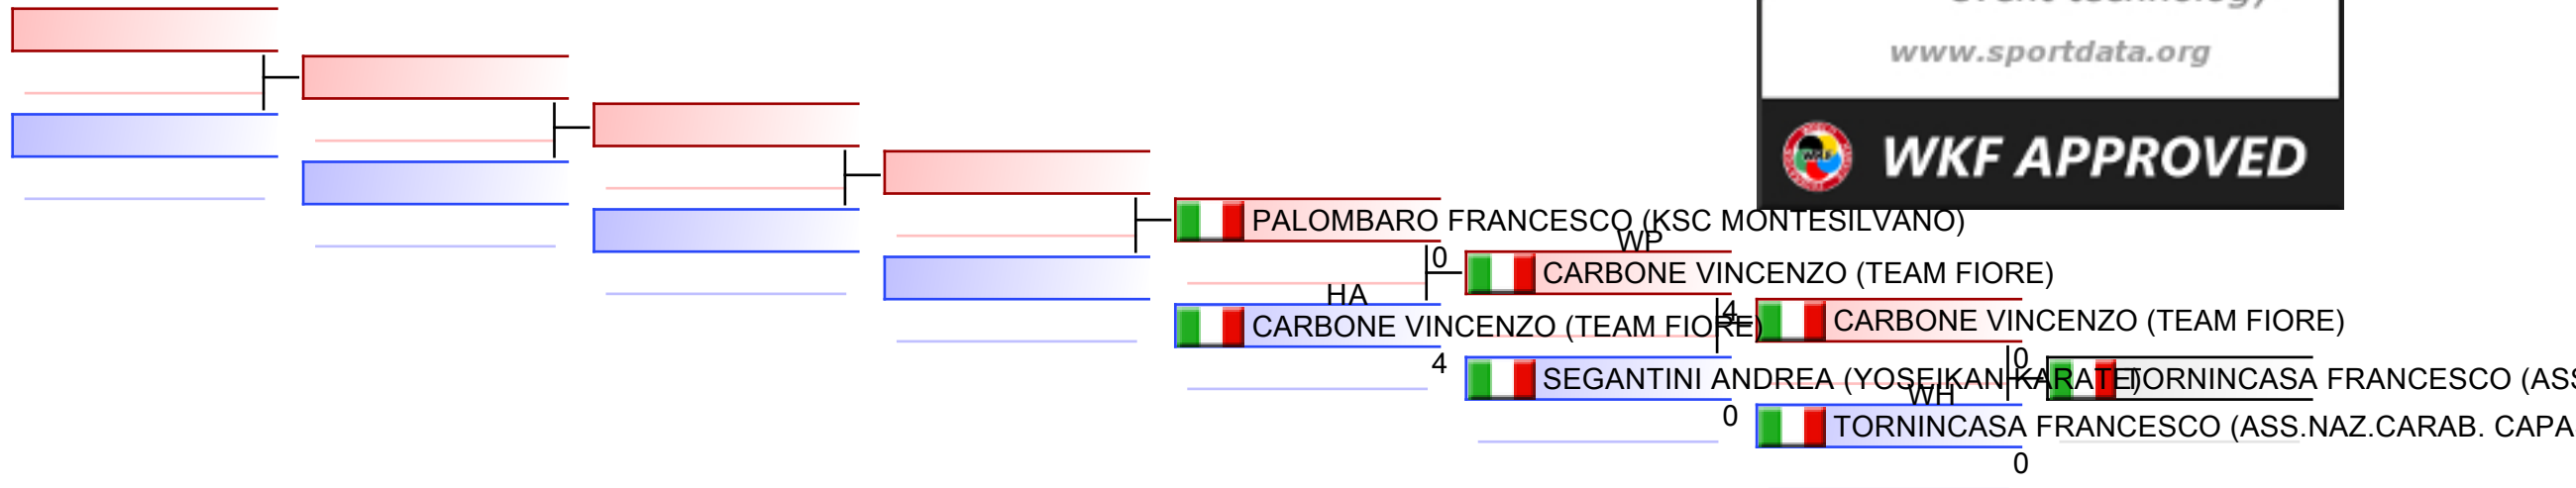 event technology
www.sportdata.org
WKF APPROVED
PALOMBARO FRANCESCO (KSC MONTESILVANO)
WP
0
CARBONE VINCENZO (TEAM FIORE)
HA
4
CARBONE VINCENZO (TEAM FIORE)
CARBONE VINCENZO (TEAM FIORE)
4
0
SEGANTINI ANDREA (YOSEIKAN KARATE)
TORNINCASA FRANCESCO (ASS
WH
0
TORNINCASA FRANCESCO (ASS.NAZ.CARAB. CAPA
0